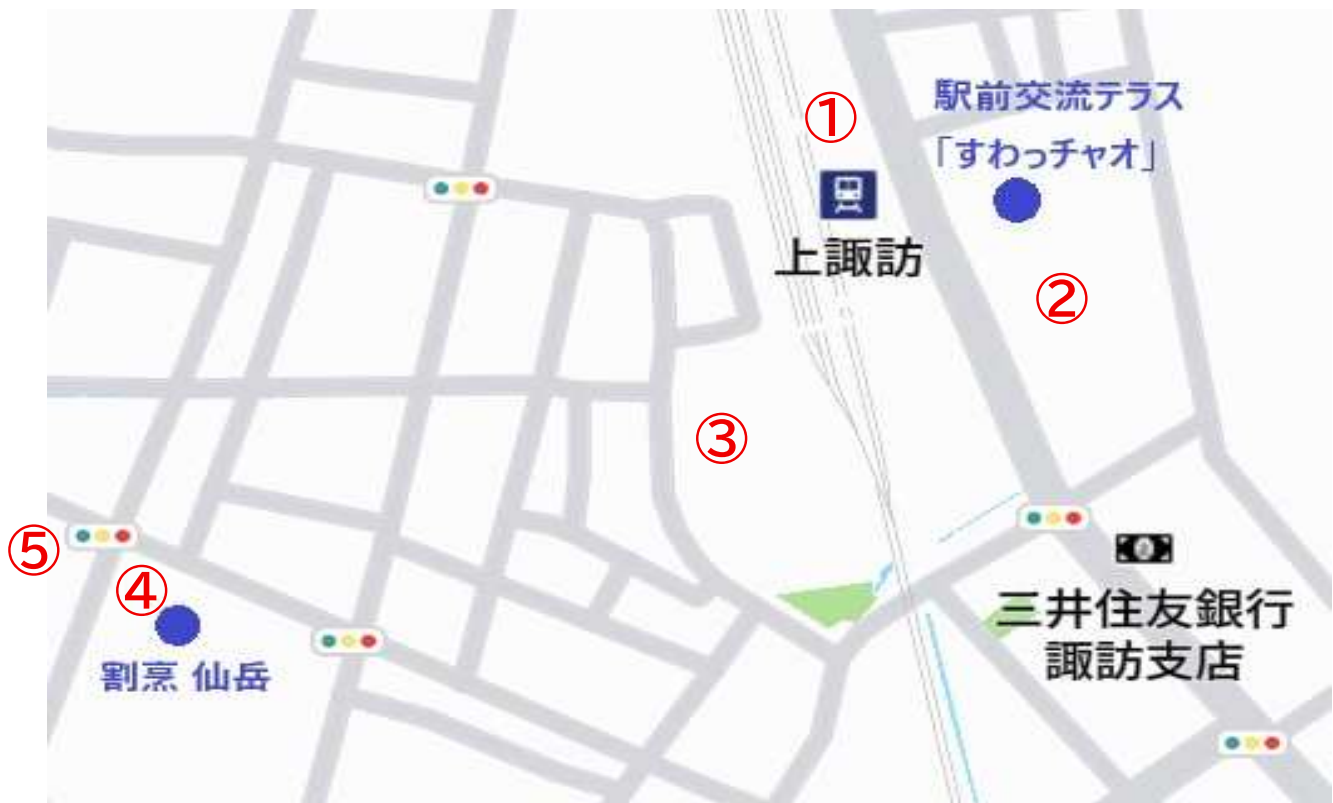 ①
駅前交流テラス
「すわっチャオ」
上諏訪
②
③
三井住友銀行
諏訪支店
⑤
④
割烹 仙岳